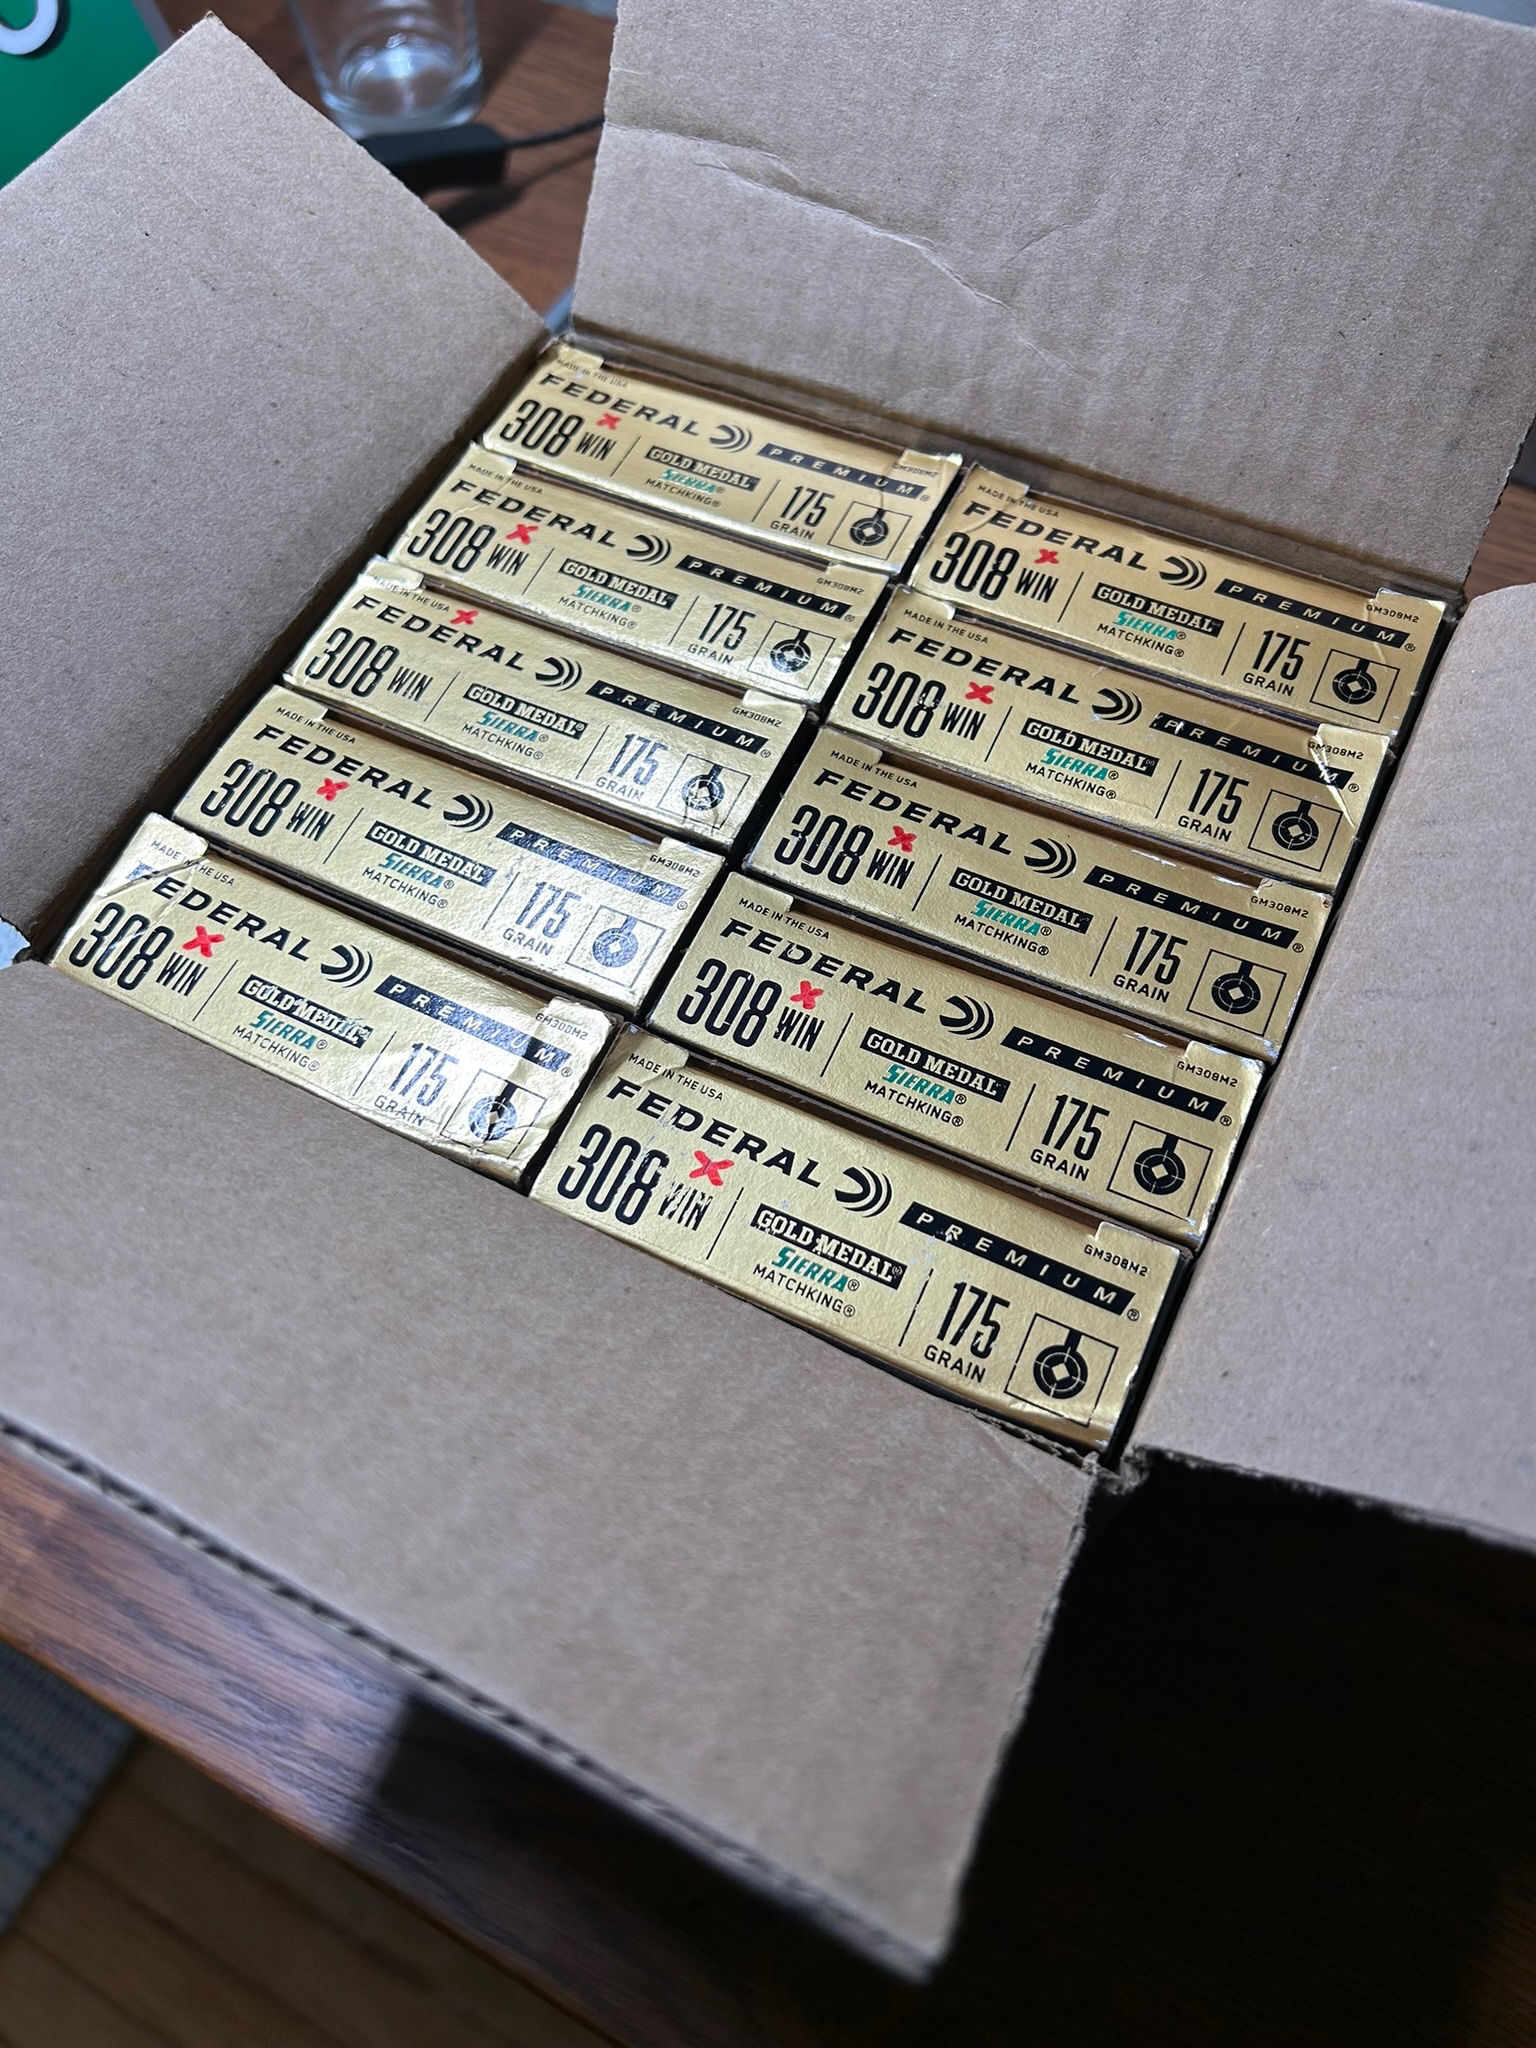 MADE IN THE USA
FEDERAL PREMIUM®
GM308M2
308 WIN
GOLD MEDAL
SIERRA®
MATCHKING®
175
GRAIN
MADE IN THE USA
FEDERAL PREMIUM®
GM308M2
308 WIN
GOLD MEDAL®
SIERRA®
MATCHKING®
175
GRAIN
MADE IN THE USA
FEDERAL PREMIUM®
GM308M2
308 WIN
GOLD MEDAL®
SIERRA®
MATCHKING®
175
GRAIN
MADE IN THE USA
FEDERAL PREMIUM®
GM308M2
308 WIN
GOLD MEDAL
SIERRA®
MATCHKING®
175
GRAIN
MADE IN THE USA
FEDERAL PREMIUM®
GM308M2
308 WIN
GOLD MEDAL
SIERRA®
MATCHKING®
175
GRAIN
MADE IN THE USA
FEDERAL PREMIUM®
GM308M2
308 WIN
GOLD MEDAL®
SIERRA®
MATCHKING®
175
GRAIN
MADE IN THE USA
FEDERAL PREMIUM®
GM308M2
308 WIN
GOLD MEDAL®
SIERRA®
MATCHKING®
175
GRAIN
MADE IN THE USA
FEDERAL PREMIUM®
GM308M2
308 WIN
GOLD MEDAL®
SIERRA®
MATCHKING®
175
GRAIN
MADE IN THE USA
FEDERAL PREMIUM®
GM308M2
308 WIN
GOLD MEDAL®
SIERRA®
MATCHKING®
175
GRAIN
MADE IN THE USA
FEDERAL PREMIUM®
GM308M2
308 WIN
GOLD MEDAL®
SIERRA®
MATCHKING®
175
GRAIN